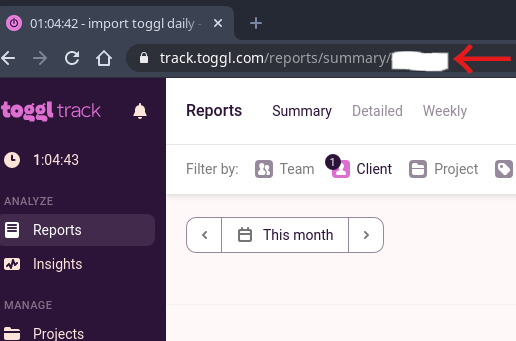 01:04:42 - import toggl daily -
track.toggl.com/reports/summary/
toggl track
1:04:43
ANALYZE
Reports
Insights
MANAGE
Projects
Reports Summary Detailed Weekly
Filter by: Team 1 Client Project
This month